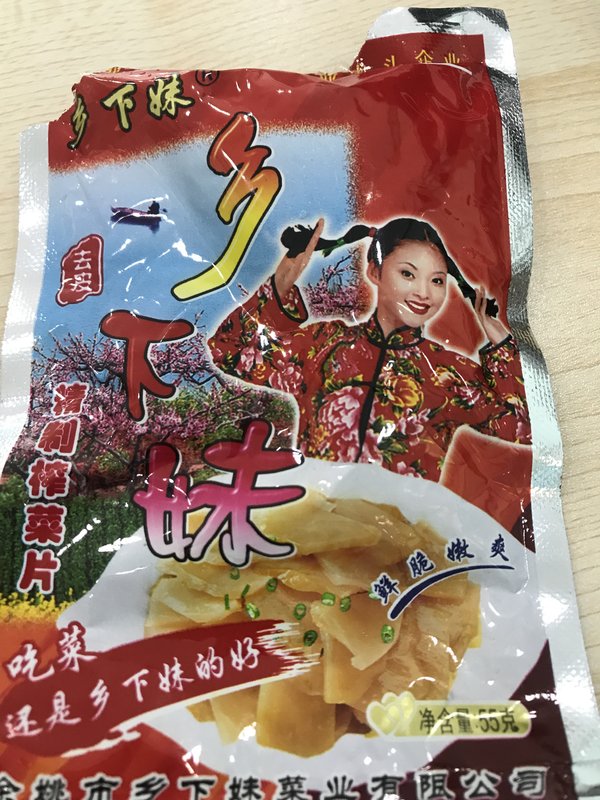 头企业
乡下妹®
乡下妹
去皮
精制榨菜片
鲜脆嫩爽
吃菜
还是乡下妹的好
净含量:55克
余姚市乡下妹菜业有限公司